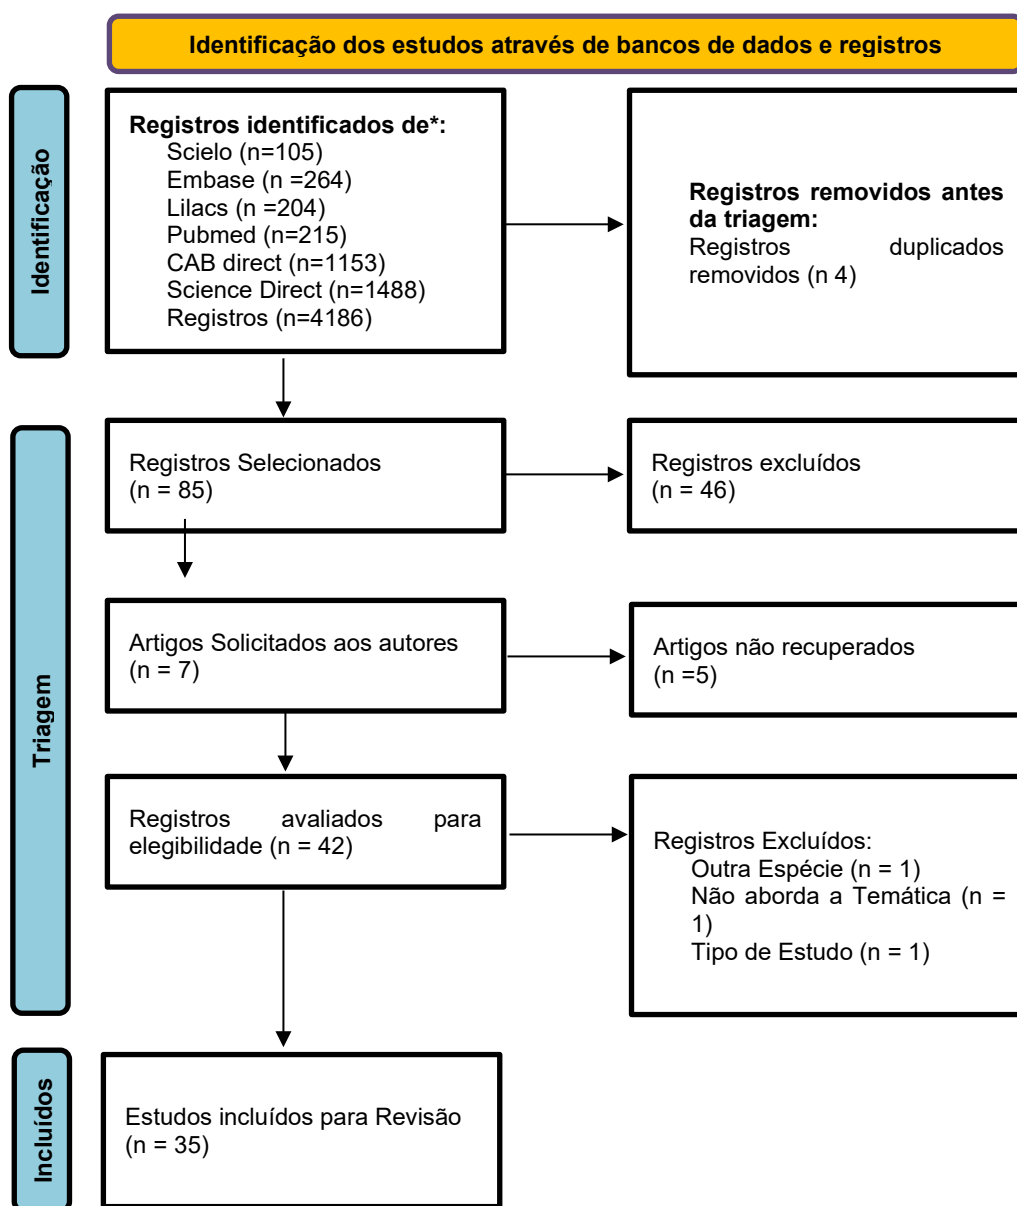 Identificação dos estudos através de bancos de dados e registros
Identificação
Registros identificados de*:
Scielo (n=105)
Embase (n =264)
Lilacs (n =204)
Pubmed (n=215)
CAB direct (n=1153)
Science Direct (n=1488)
Registros (n=4186)
Registros removidos antes
da triagem:
Registros duplicados
removidos (n 4)
Triagem
Registros Selecionados
(n = 85)
Registros excluídos
(n = 46)
Artigos Solicitados aos autores
(n = 7)
Artigos não recuperados
(n =5)
Registros avaliados para
elegibilidade (n = 42)
Registros Excluídos:
Outra Espécie (n = 1)
Não aborda a Temática (n =
1)
Tipo de Estudo (n = 1)
Incluídos
Estudos incluídos para Revisão
(n = 35)